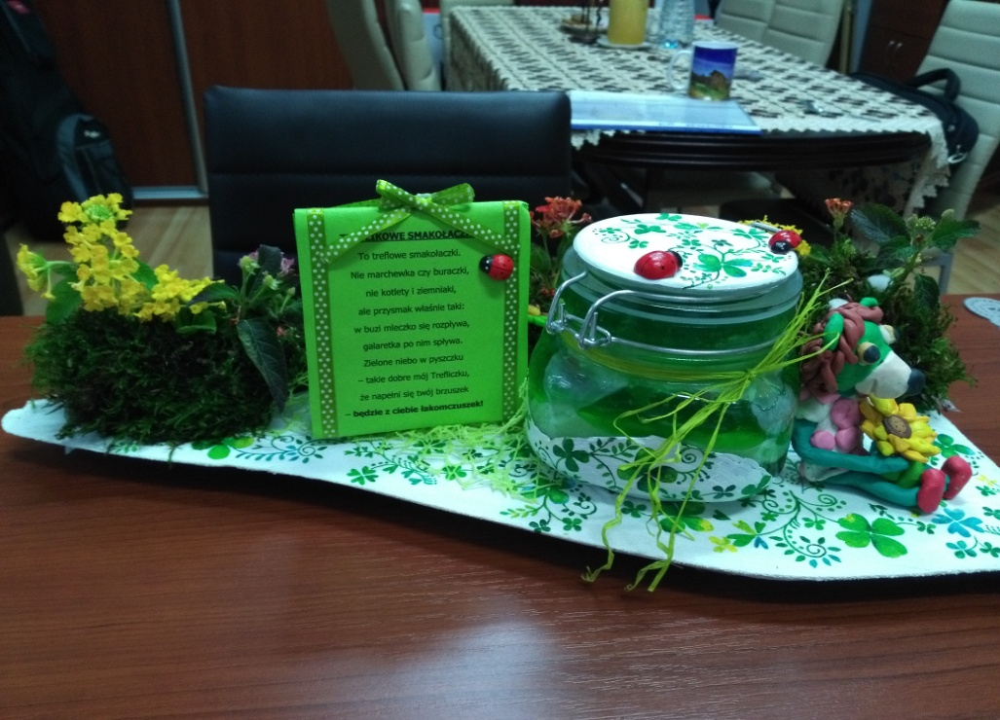 SMAKOŁACZ
To treflowe smakołaczki.
Nie marchewka czy buraczki,
nie kotlety i ziemniaki,
ale przysmak właśnie taki:
w buzi mleczko się rozpływa,
galaretka po nim spływa.
Zielone niebo w pyszczku
– takie dobre mój Trefliczku,
że napełni się twój brzuszek
– będzie z ciebie łakomczuszek!